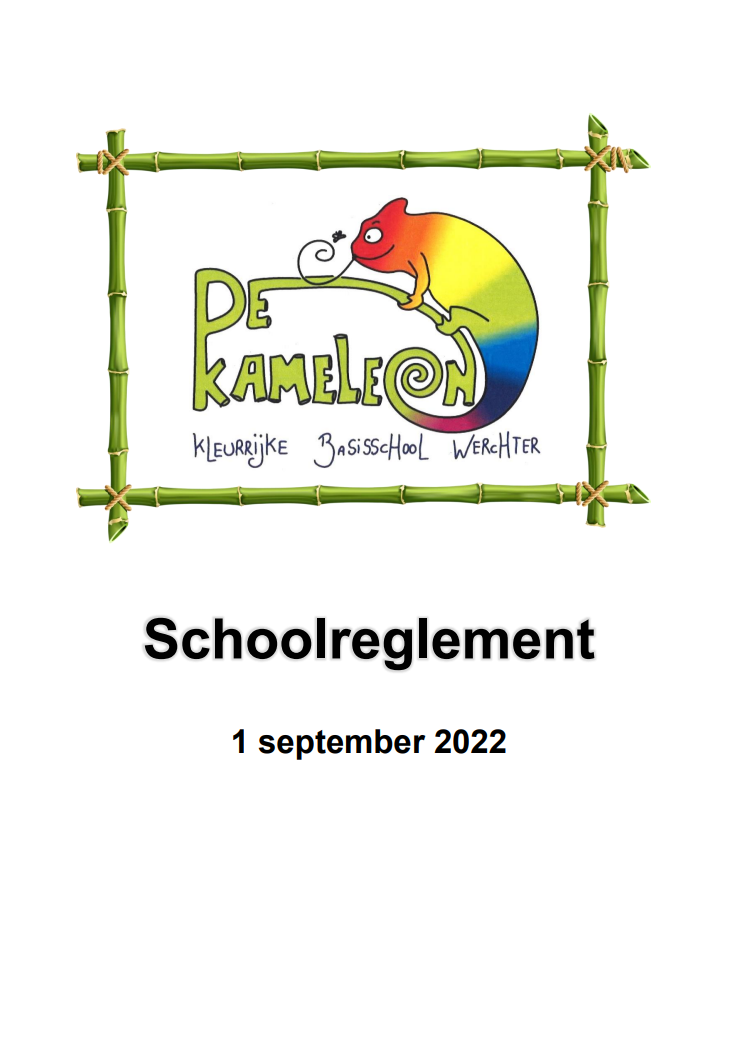 DE
KAMELEON
KLEURRIJKE BASISSCHOOL WERCHTER
Schoolreglement
1 september 2022